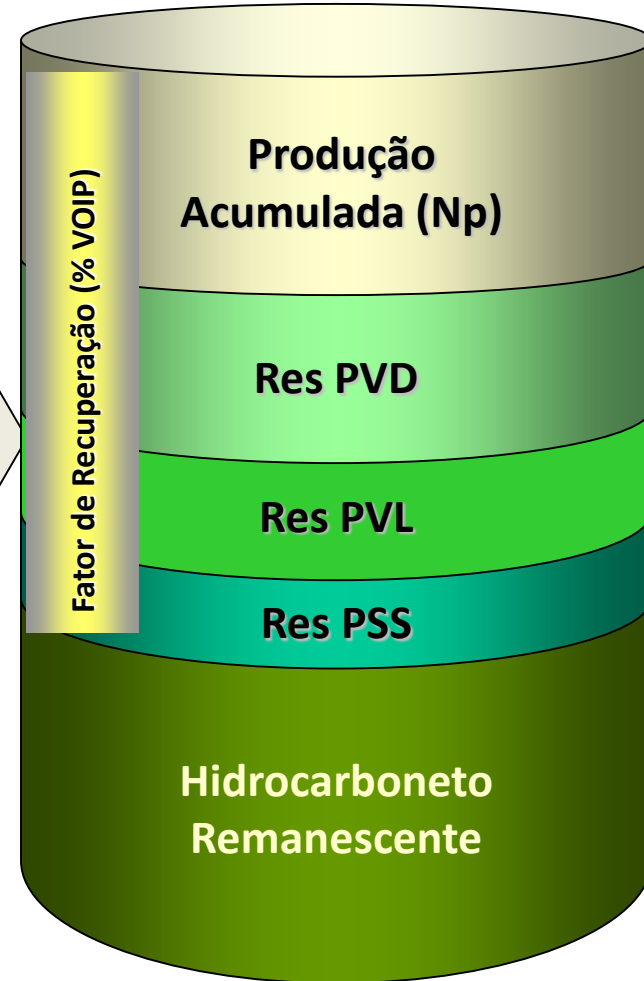 Produção
Acumulada (Np)
Fator de Recuperação (% VOIP)
Res PVD
Res PVL
Res PSS
Hidrocarboneto
Remanescente